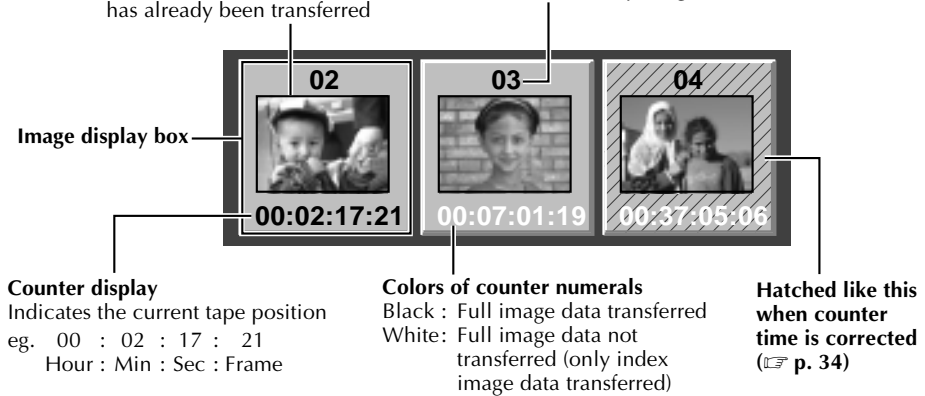 has already been transferred
02
03
04
Image display box
00:02:17:21
00:07:01:19
00:37:05:06
Counter display
Indicates the current tape position
eg. 00 : 02 : 17 : 21
Hour : Min : Sec : Frame
Colors of counter numerals
Black : Full image data transferred
White: Full image data not
transferred (only index
image data transferred)
Hatched like this
when counter
time is corrected
(☞ p. 34)